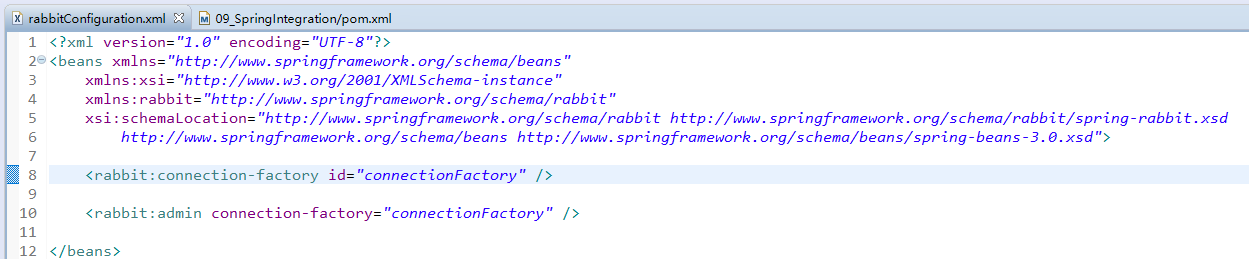 rabbitConfiguration.xml 09_SpringIntegration/pom.xml
1 <?xml version="1.0" encoding="UTF-8"?>
2 <beans xmlns="http://www.springframework.org/schema/beans"
3 xmlns:xsi="http://www.w3.org/2001/XMLSchema-instance"
4 xmlns:rabbit="http://www.springframework.org/schema/rabbit"
5 xsi:schemaLocation="http://www.springframework.org/schema/rabbit http://www.springframework.org/schema/rabbit/spring-rabbit.xsd
6 http://www.springframework.org/schema/beans http://www.springframework.org/schema/beans/spring-beans-3.0.xsd">
7
8 <rabbit:connection-factory id="connectionFactory" />
9
10 <rabbit:admin connection-factory="connectionFactory" />
11
12 </beans>